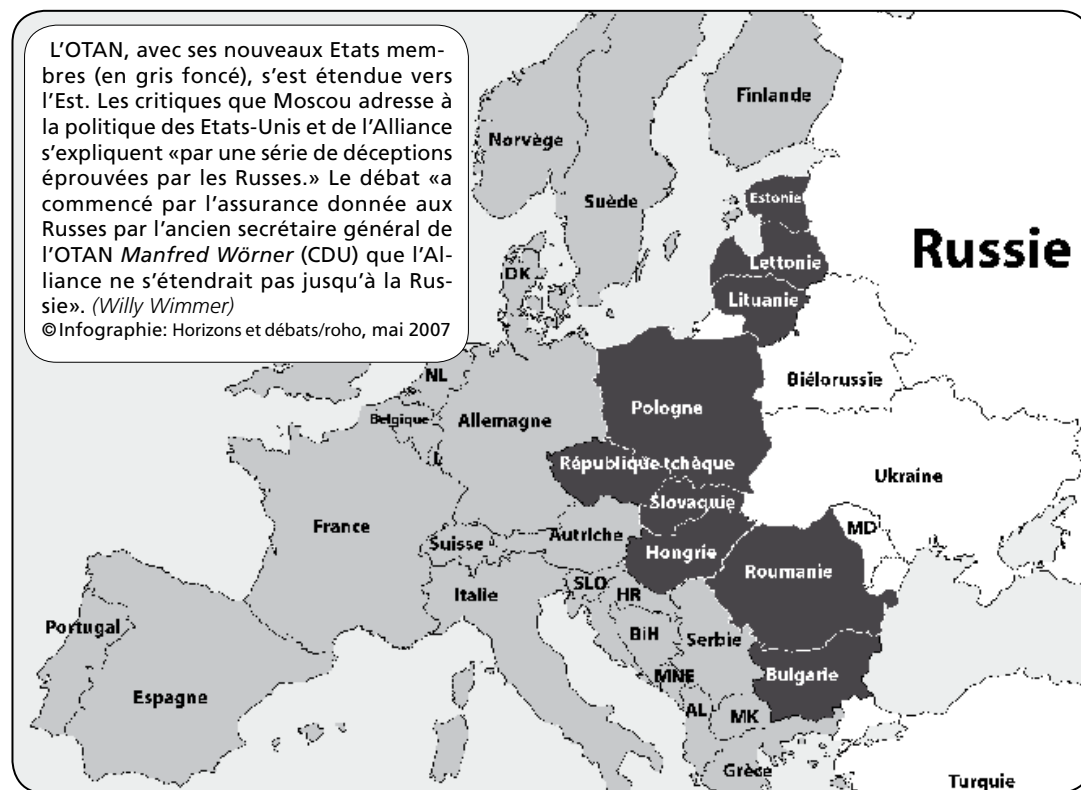 L’OTAN, avec ses nouveaux Etats mem-
bres (en gris foncé), s’est étendue vers
l’Est. Les critiques que Moscou adresse à
la politique des Etats-Unis et de l’Alliance
s’expliquent «par une série de déceptions
éprouvées par les Russes.» Le débat «a
commencé par l’assurance donnée aux
Russes par l’ancien secrétaire général de
l’OTAN Manfred Wörner (CDU) que l’Al-
liance ne s’étendrait pas jusqu’à la Rus-
sie». (Willy Wimmer)
© Infographie: Horizons et débats/roho, mai 2007
Finlande
Norvège
Suède
Estonie
Russie
Lettonie
DK
Lituanie
NL
Biélorussie
Pologne
Belgique
Allemagne
L
République tchèque
Ukraine
Slovaquie
France
MD
Autriche
Suisse
Hongrie
Roumanie
SLO
Italie
HR
Portugal
BiH
Serbie
MNE
Bulgarie
Espagne
AL
MK
Grèce
Turquie